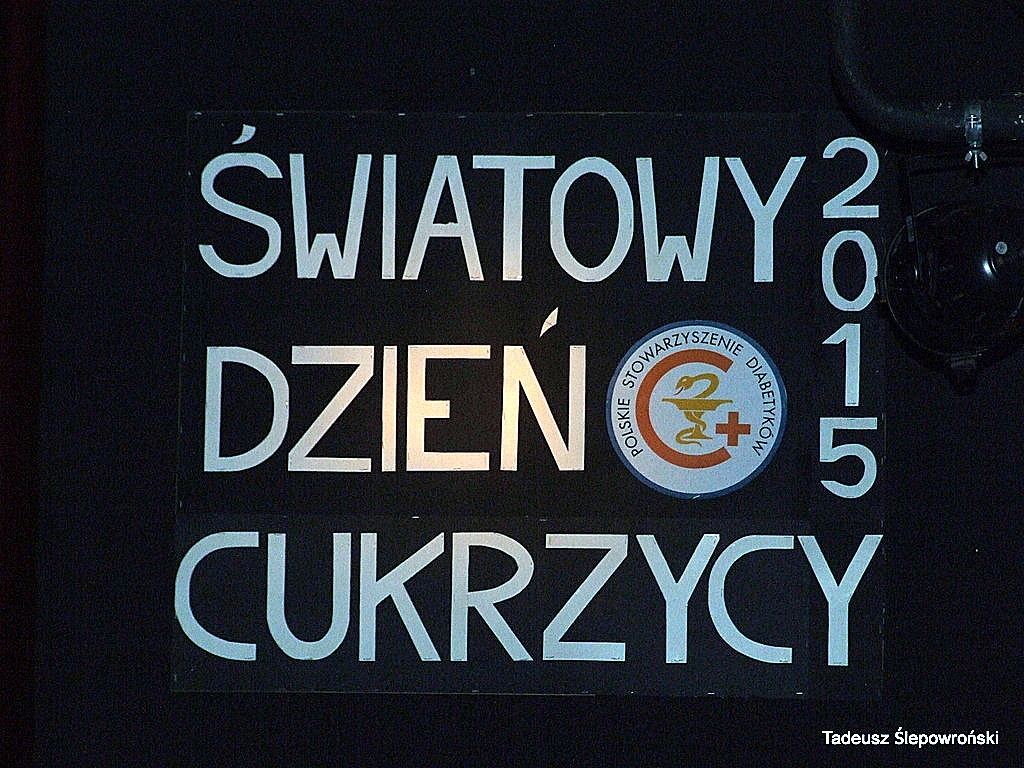 ŚWIATOWY
2015
DZIEŃ
POLSKIE STOWARZYSZENIE DIABETYKÓW
CUKRZYCY
Tadeusz Ślepowroński